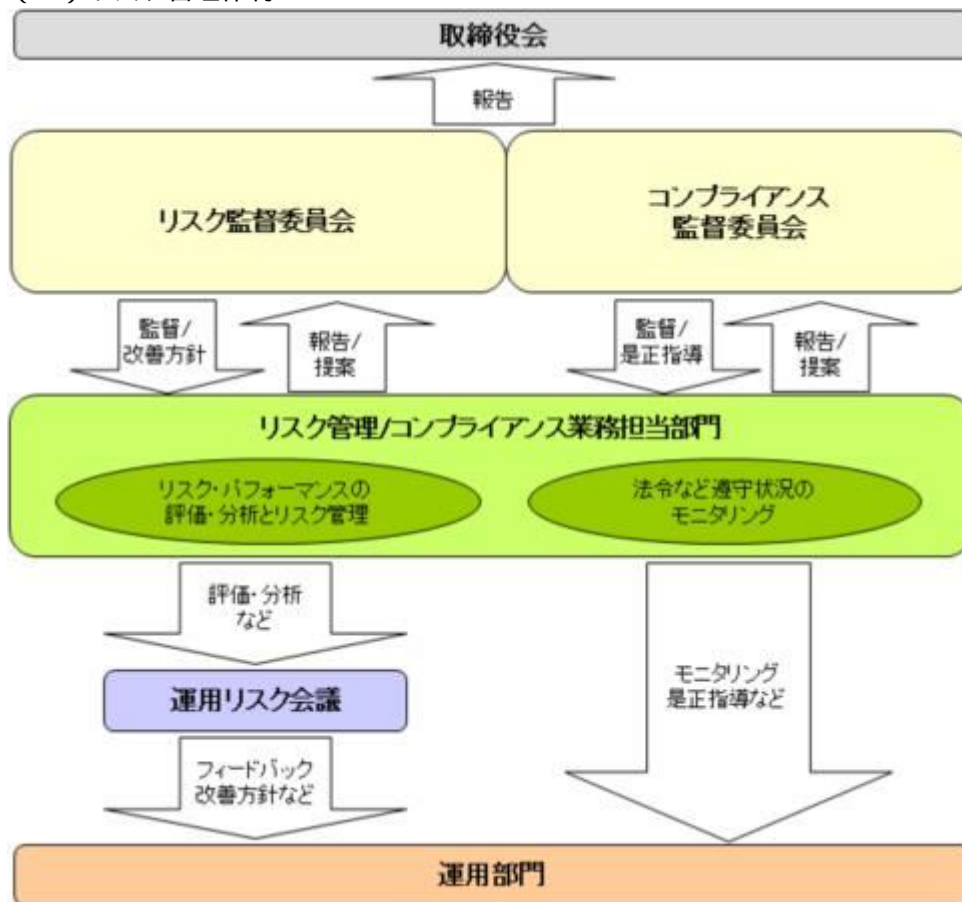 取締役会
報告
リスク監督委員会
コンプライアンス
監督委員会
監督/
改善方針
報告/
提案
監督/
是正指導
報告/
提案
リスク管理/コンプライアンス業務担当部門
リスク・パフォーマンスの
評価・分析とリスク管理
法令など遵守状況の
モニタリング
評価・分析
など
運用リスク会議
モニタリング
是正指導など
フィードバック
改善方針など
運用部門